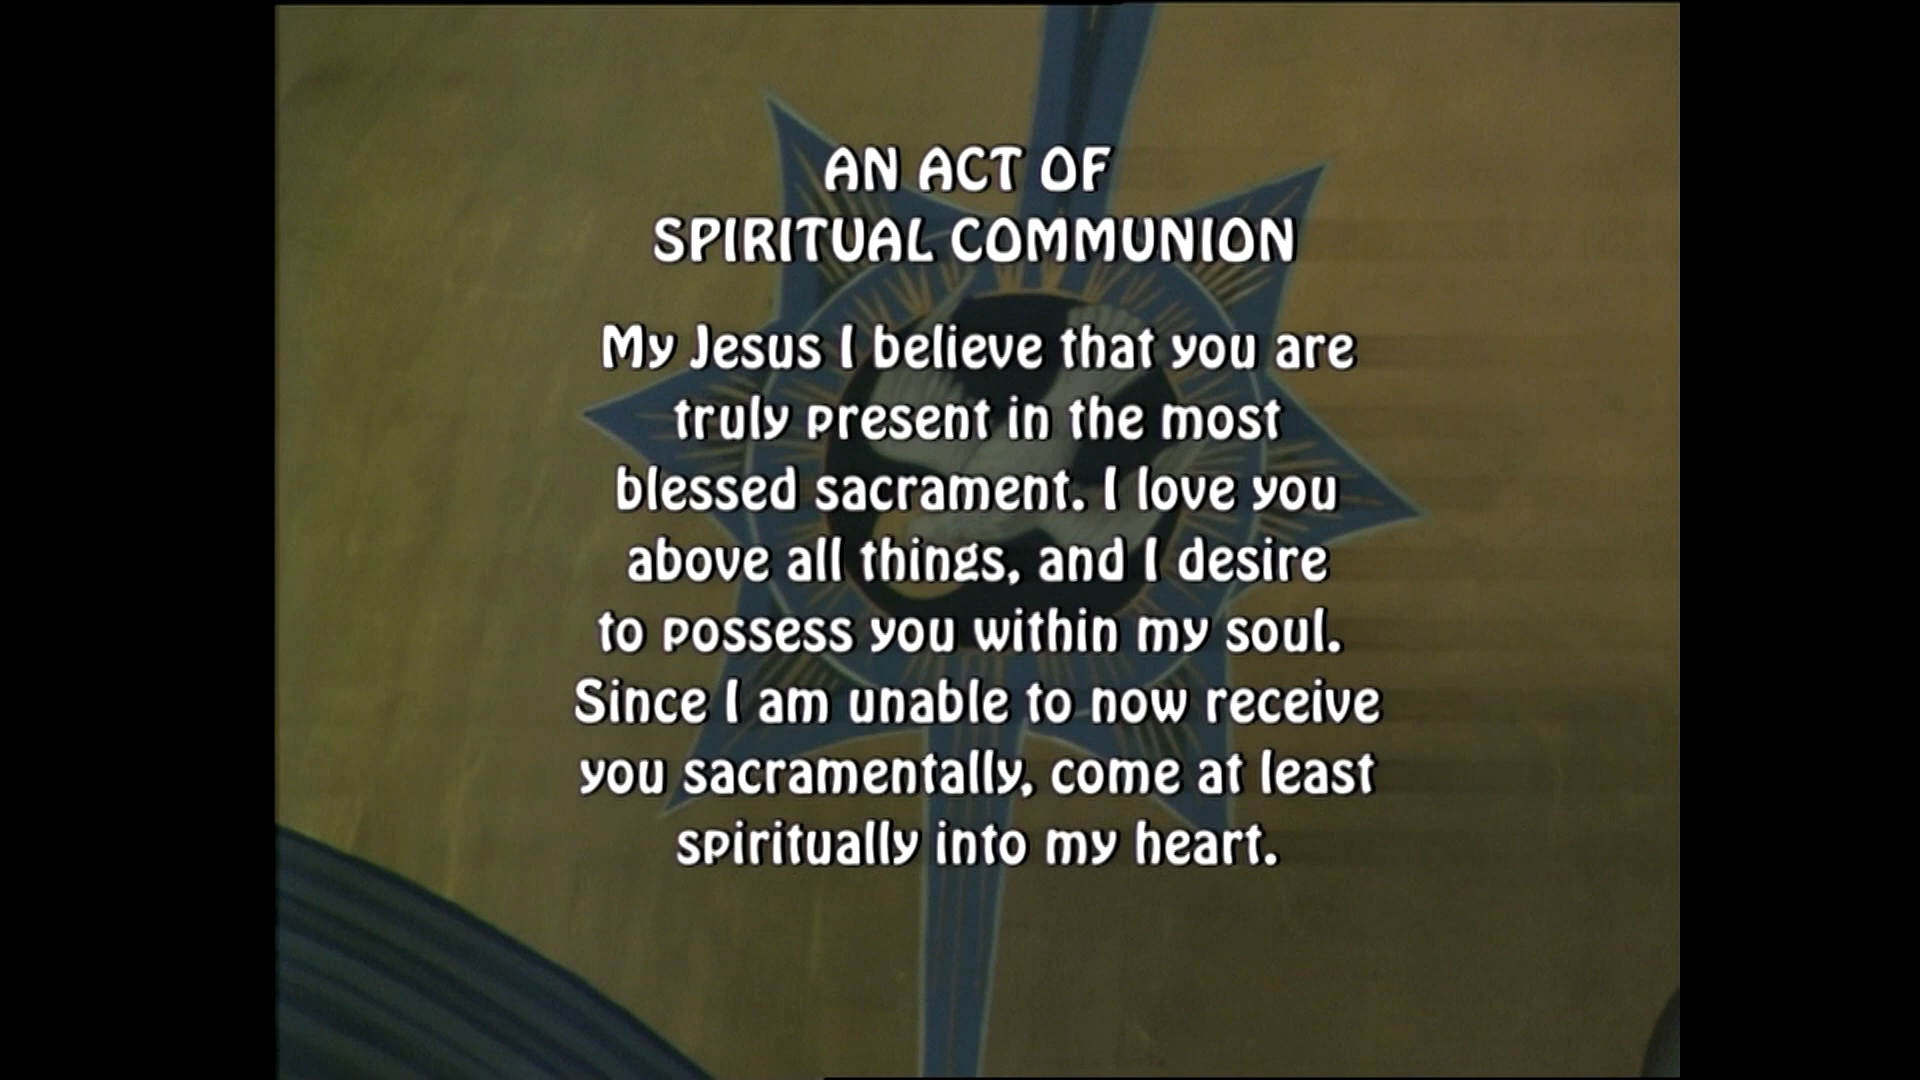 AN ACT OF
SPIRITUAL COMMUNION
My Jesus I believe that you are
truly present in the most
blessed sacrament. I love you
above all things, and I desire
to possess you within my soul.
Since I am unable to now receive
you sacramentally, come at least
spiritually into my heart.